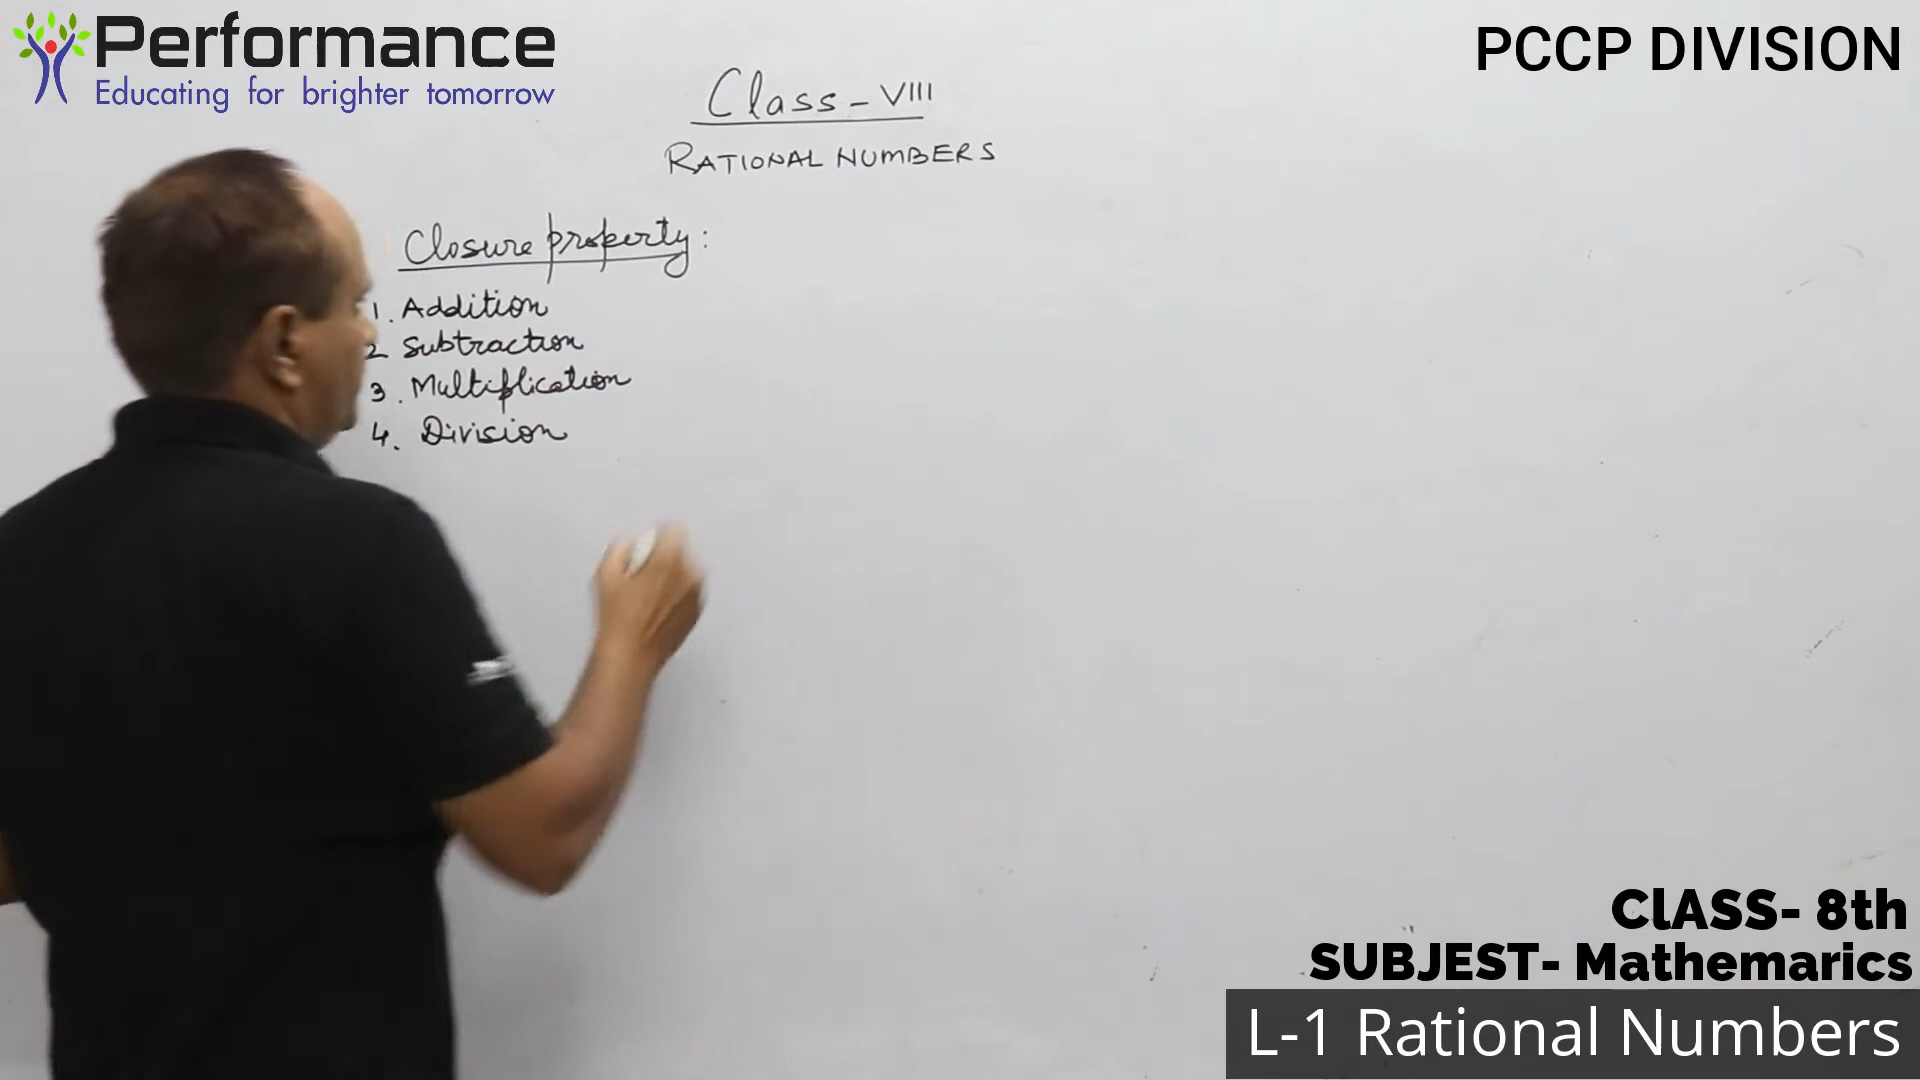 Performance
Educating for brighter tomorrow
PCCP DIVISION
Class - VIII
RATIONAL NUMBERS
Closure property :
1. Addition
2 Subtraction
3. Multiplication
4. Division
ClASS- 8th
SUBJEST- Mathemarics
L-1 Rational Numbers